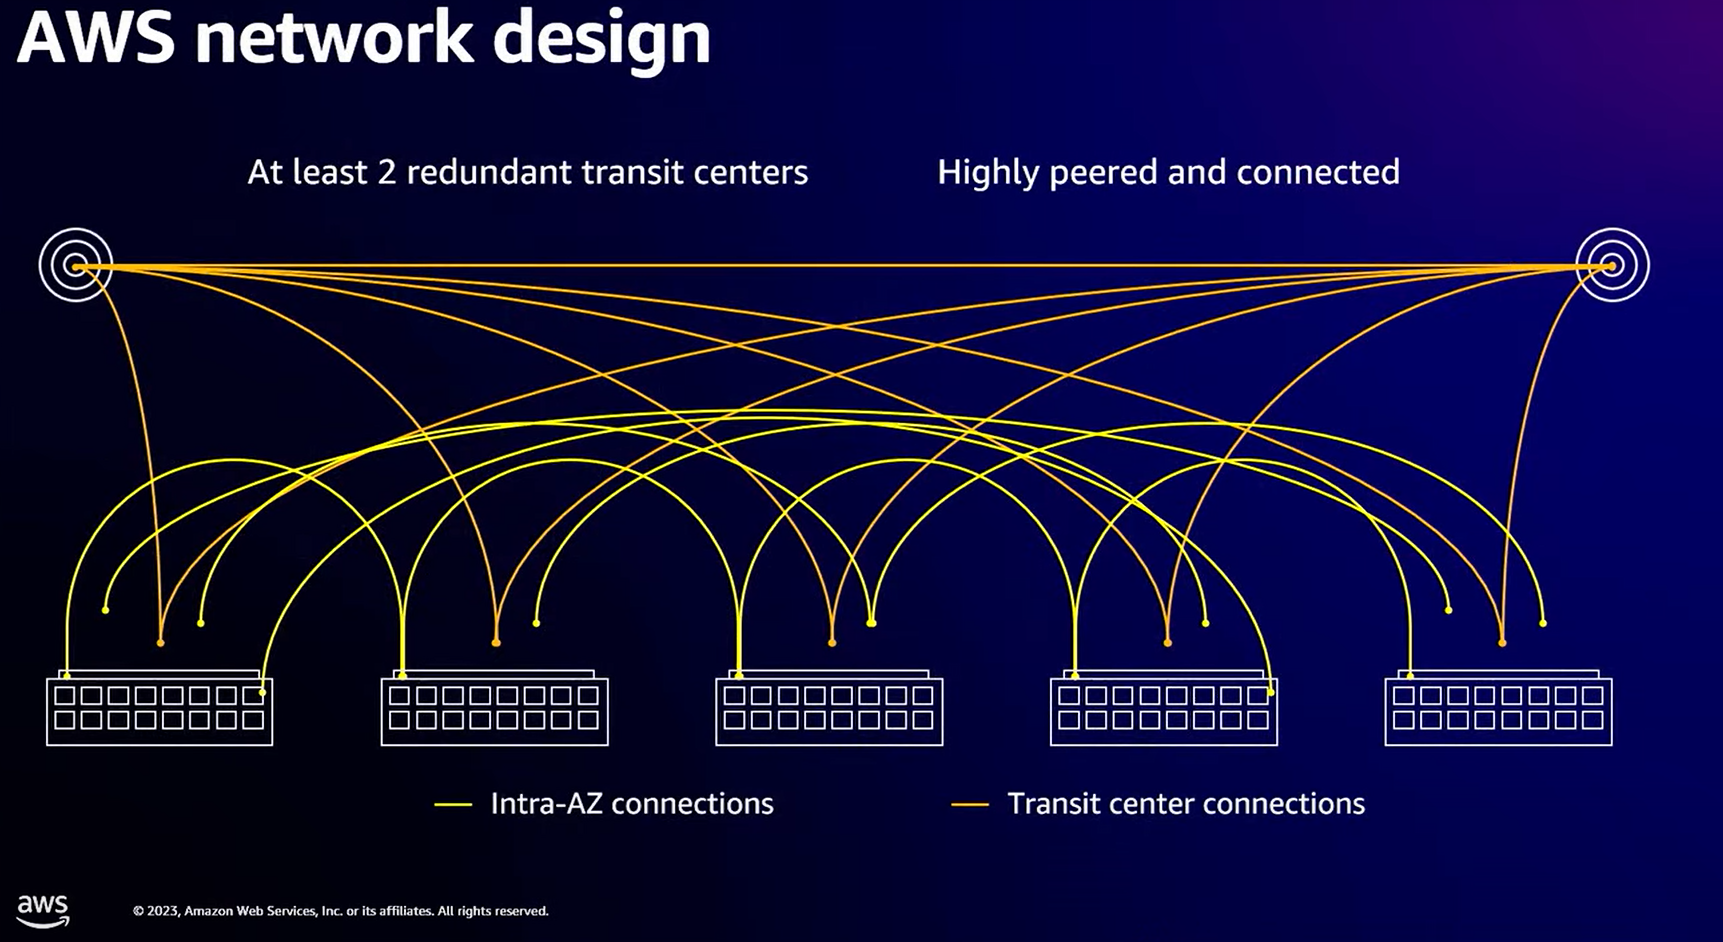 AWS network design
At least 2 redundant transit centers
Highly peered and connected
Intra-AZ connections
Transit center connections
aws
© 2023, Amazon Web Services, Inc. or its affiliates. All rights reserved.